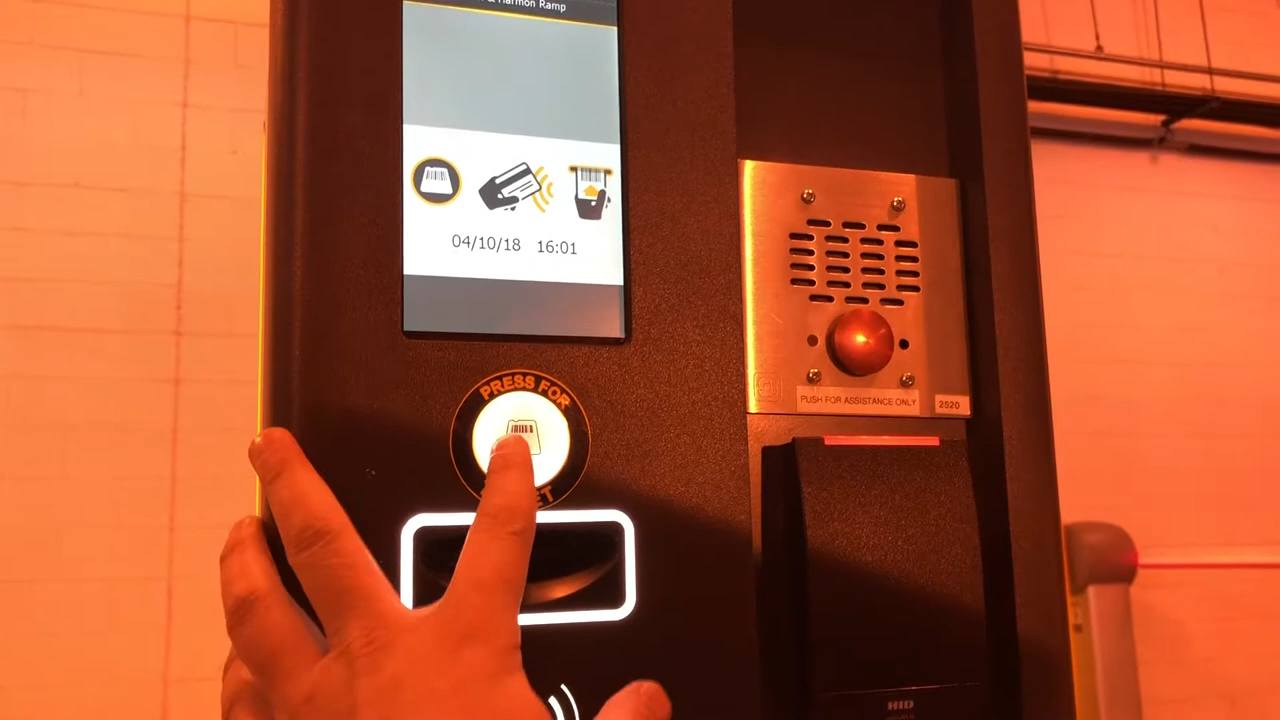 & Harmon Ramp
04/10/18 16:01
PRESS FOR
PUSH FOR ASSISTANCE ONLY
2520
HID